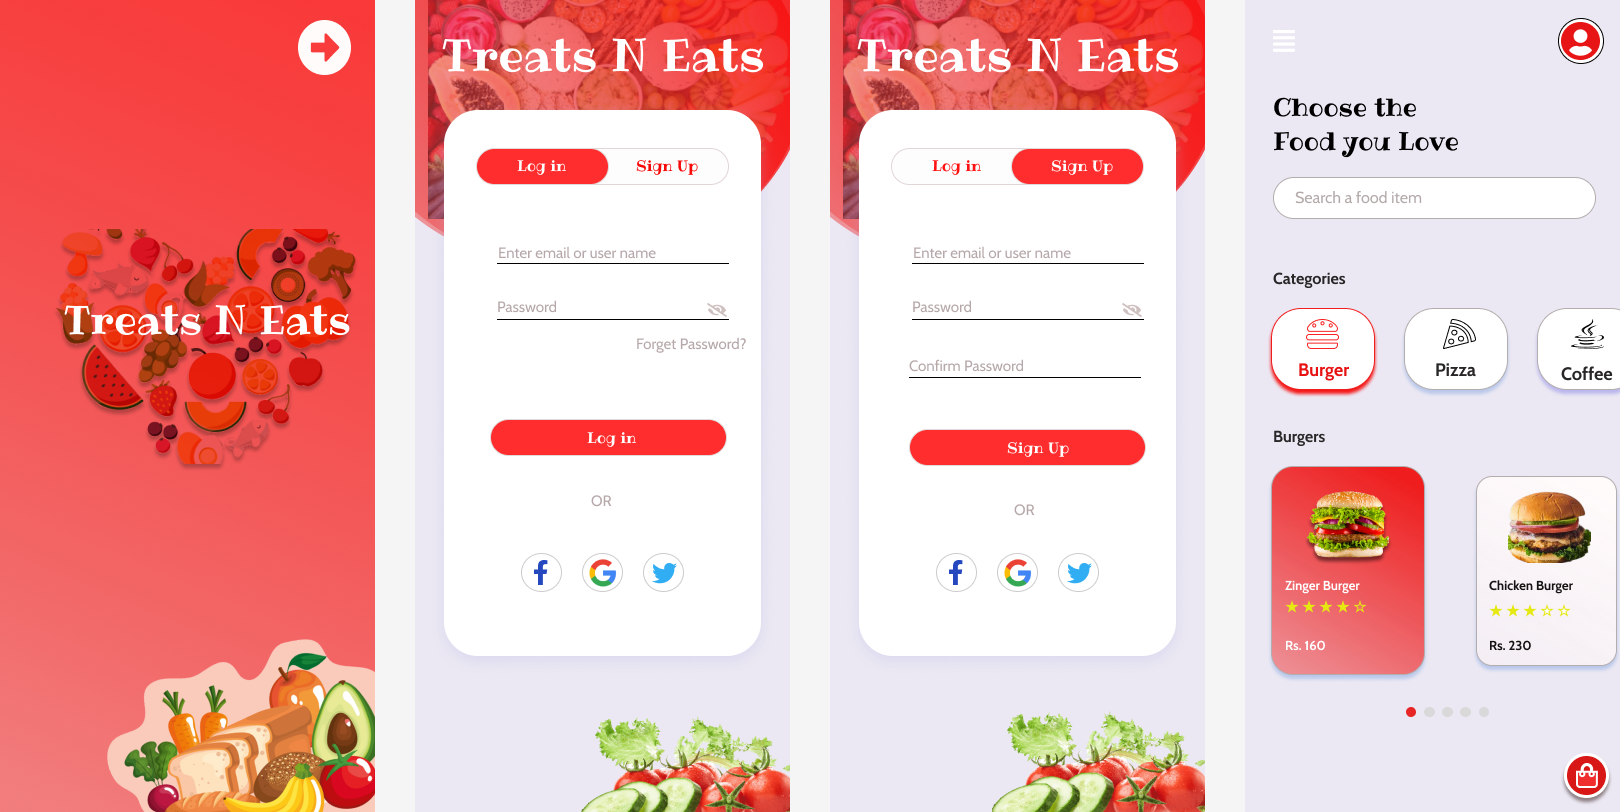 Treats N Eats
Treats N Eats
Log in
Sign Up
Enter email or user name
Password
Forget Password?
Log in
OR
Treats N Eats
Log in
Sign Up
Enter email or user name
Password
Confirm Password
Sign Up
OR
Choose the
Food you Love
Search a food item
Categories
Burger
Pizza
Coffee
Burgers
Zinger Burger
Rs. 160
Chicken Burger
Rs. 230